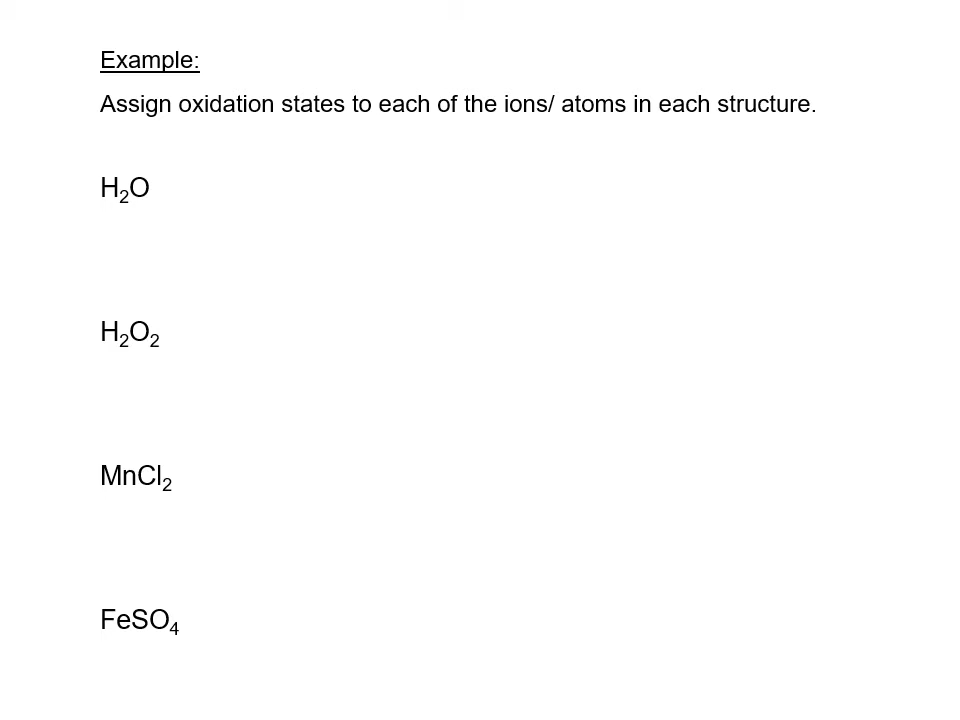 Example:
Assign oxidation states to each of the ions/ atoms in each structure.
H₂O
H₂O₂
MnCl₂
FeSO₄